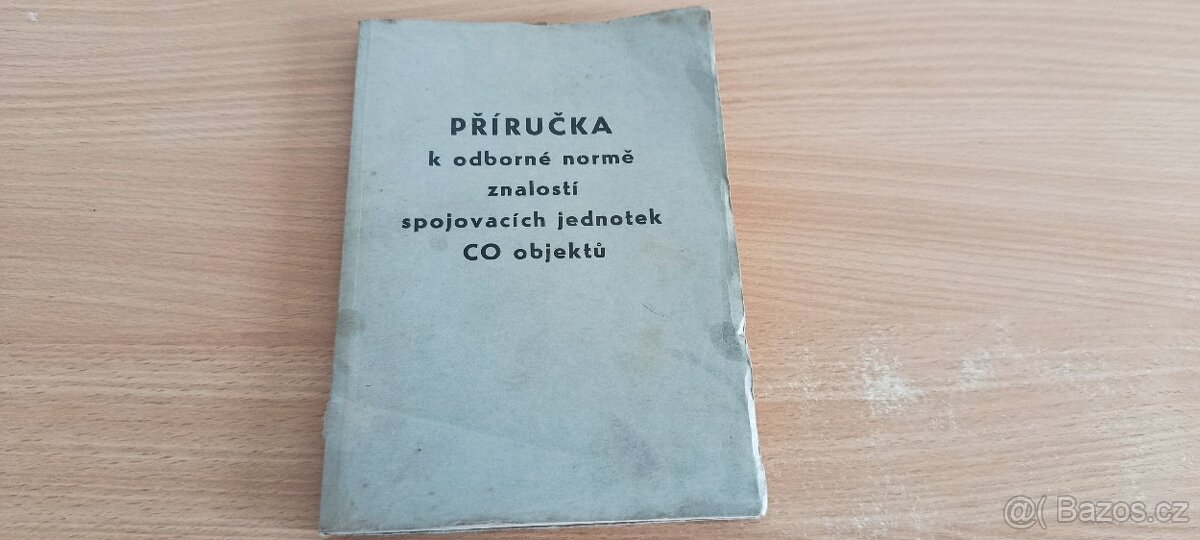 PŘÍRUČKA
k odborné normě
znalostí
spojovacích jednotek
CO objektů
@( Bazos.cz